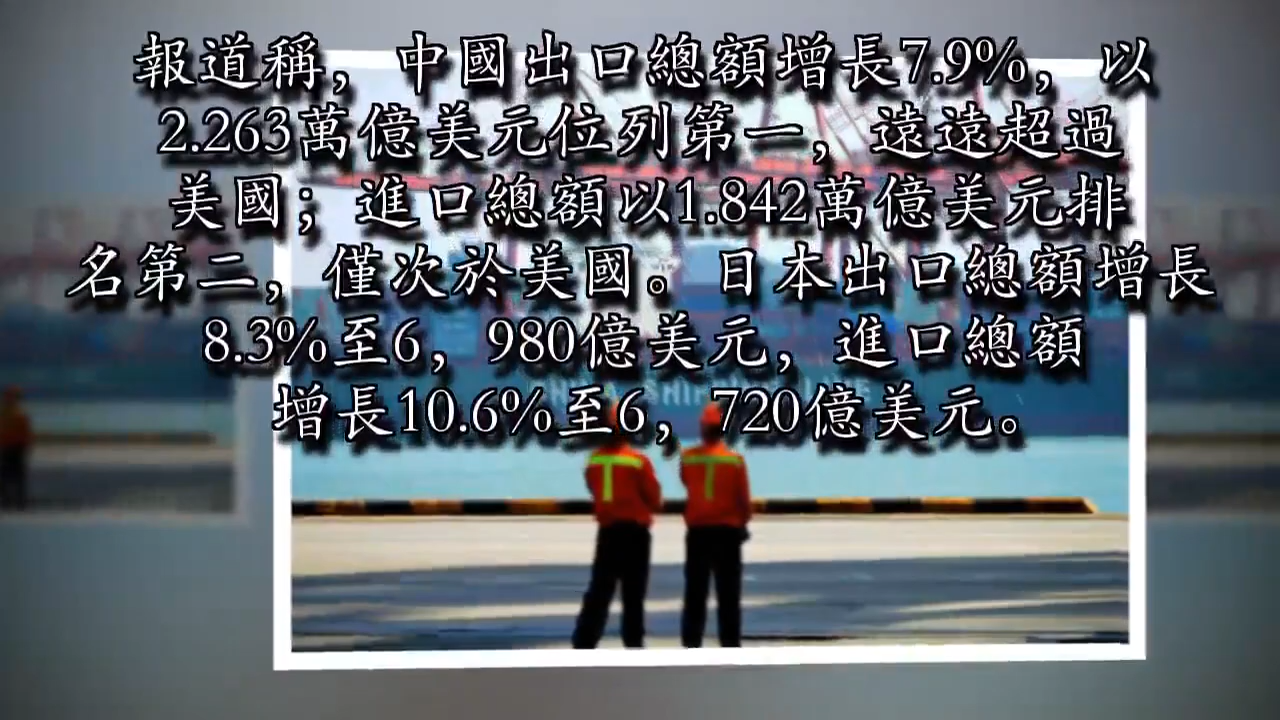 報道稱，中國出口總額增長7.9%，以
2.263萬億美元位列第一，遠遠超過
美國；進口總額以1.842萬億美元排
名第二，僅次於美國。日本出口總額增長
8.3%至6，980億美元，進口總額
增長10.6%至6，720億美元。